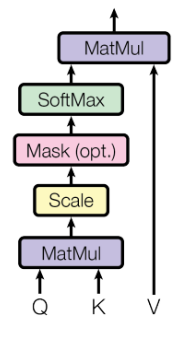 MatMul
SoftMax
Mask (opt.)
Scale
MatMul
Q K V